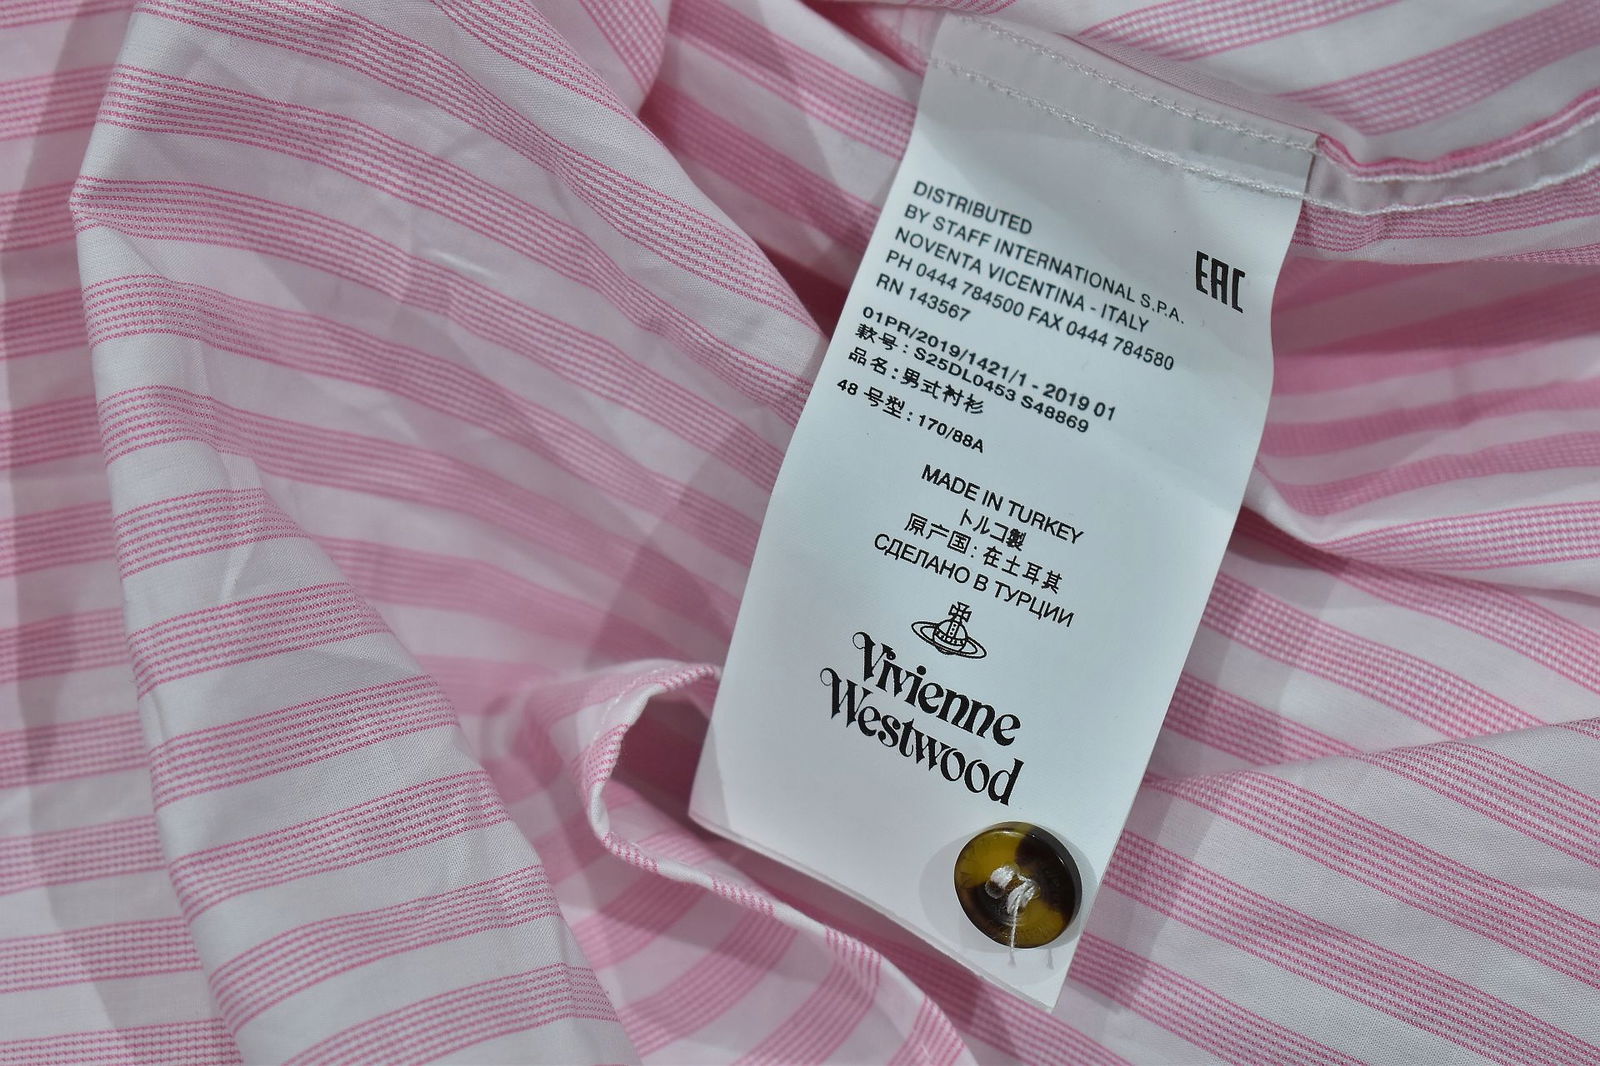 DISTRIBUTED
BY STAFF INTERNATIONAL S.P.A.
NOVENTA VICENTINA - ITALY
PH 0444 784500 FAX 0444 784580
RN 143567
EAC
01PR/2019/1421/1 - 2019 01
款号: S25DL0453 S48869
品名: 男式衬衫
48 号型: 170/88A
MADE IN TURKEY
トルコ製
原产国: 在土耳其
СДЕЛАНО В ТУРЦИИ
Vivienne
Westwood